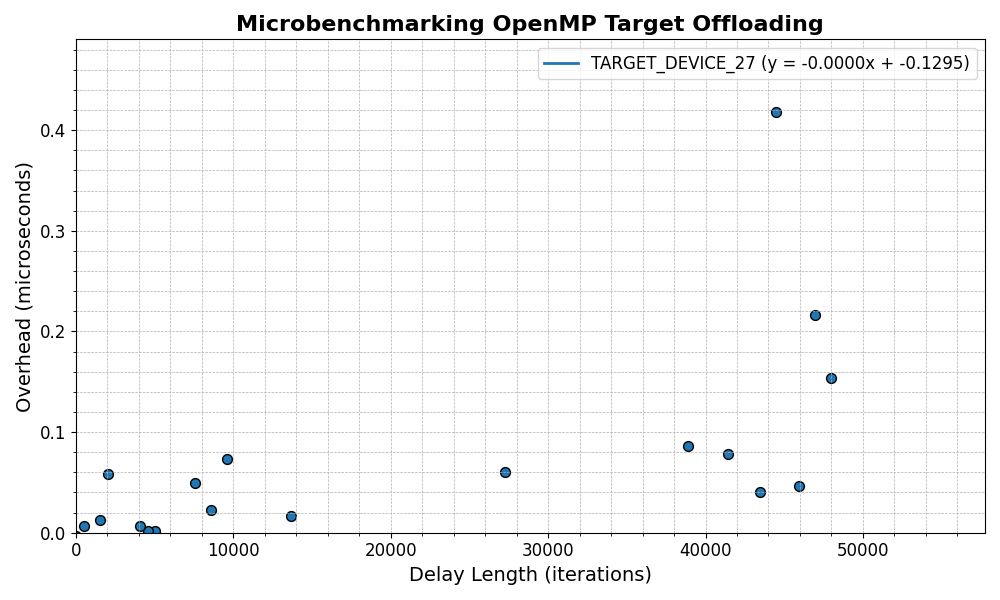 Microbenchmarking OpenMP Target Offloading
TARGET_DEVICE_27 (y = -0.0000x + -0.1295)
Overhead (microseconds)
0.4
0.3
0.2
0.1
0.0
0 10000 20000 30000 40000 50000
Delay Length (iterations)